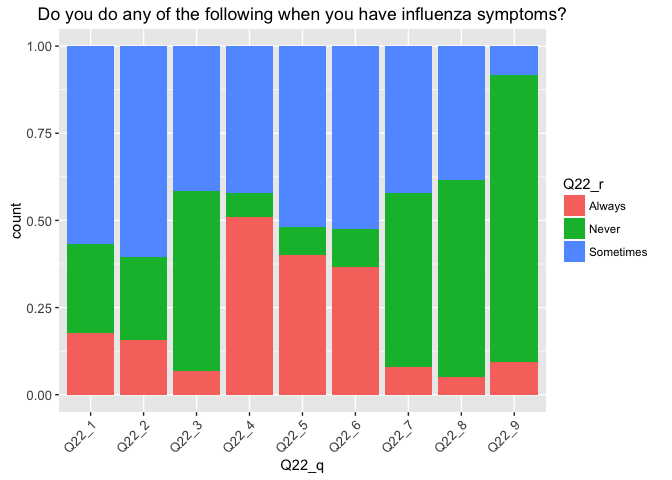 Do you do any of the following when you have influenza symptoms?
1.00
0.75
0.50
0.25
0.00
count
Q22_1
Q22_2
Q22_3
Q22_4
Q22_5
Q22_6
Q22_7
Q22_8
Q22_9
Q22_q
Q22_r
Always
Never
Sometimes